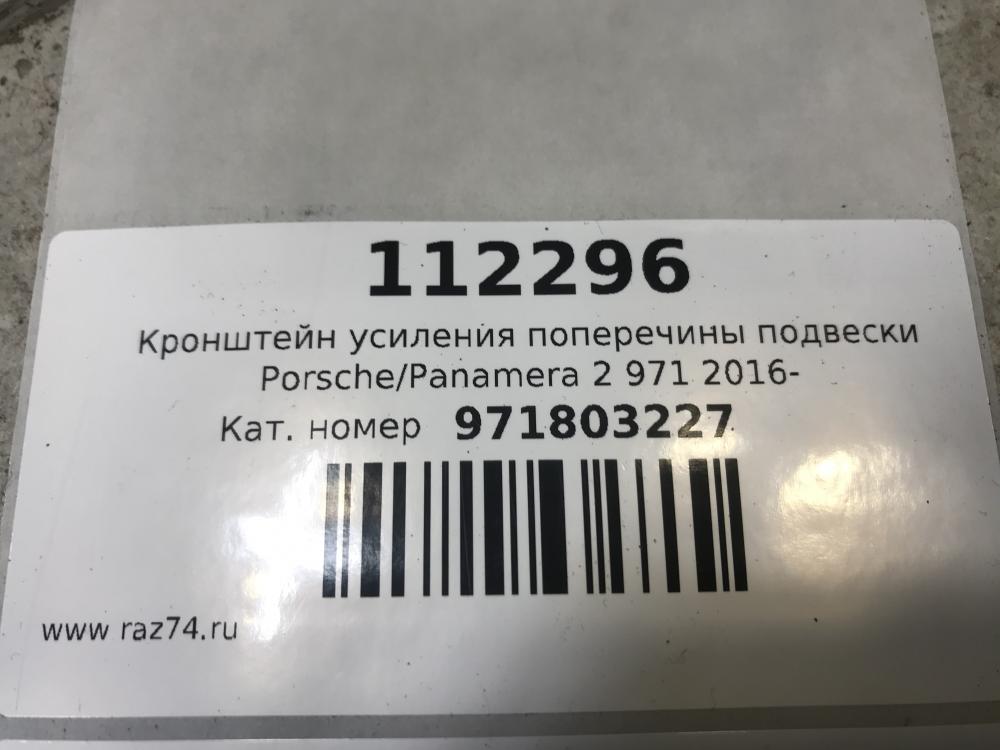 112296
Кронштейн усиления поперечины подвески
Porsche/Panamera 2 971 2016-
Кат. номер 971803227
www raz74.ru